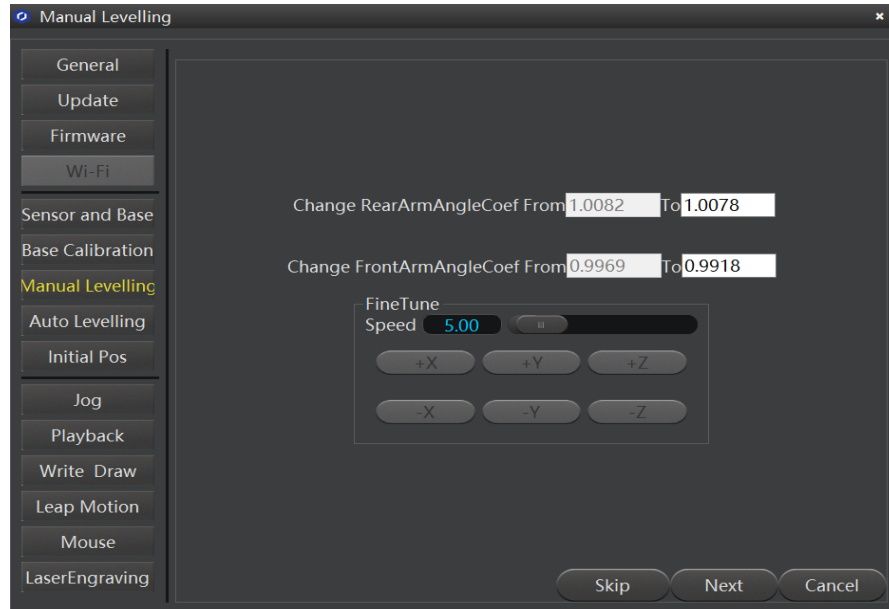 Manual Levelling
General
Update
Firmware
Wi-Fi
Sensor and Base
Base Calibration
Manual Levelling
Auto Levelling
Initial Pos
Jog
Playback
Write Draw
Leap Motion
Mouse
LaserEngraving
Change RearArmAngleCoef From 1.0082 To 1.0078
Change FrontArmAngleCoef From 0.9969 To 0.9918
FineTune
Speed 5.00
+X +Y +Z
-X -Y -Z
Skip Next Cancel